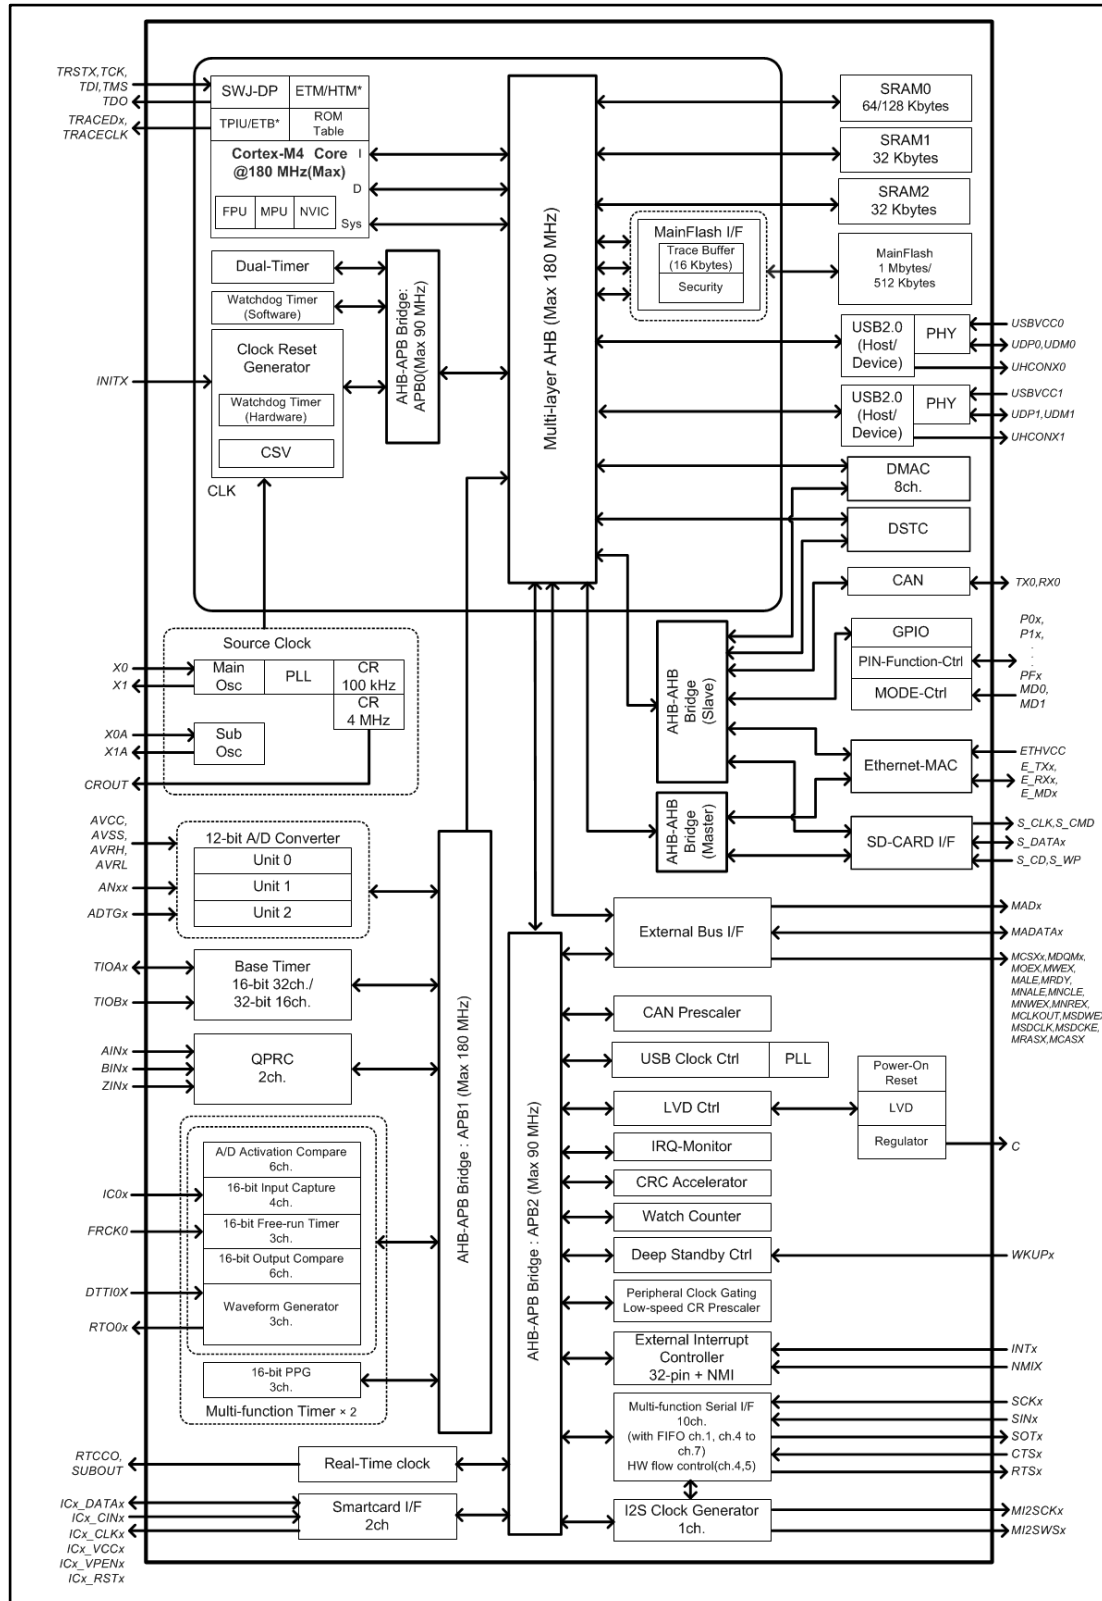 TRSTX,TCK,
TDI,TMS
TDO
TRACEDx,
TRACECLK
SWJ-DP
ETM/HTM*
TPIU/ETB*
ROM
Table
Cortex-M4 Core
@180 MHz(Max)
I
D
Sys
FPU
MPU
NVIC
Dual-Timer
Watchdog Timer
(Software)
Clock Reset
Generator
Watchdog Timer
(Hardware)
CSV
CLK
INITX
AHB-APB Bridge:
APB0(Max 90 MHz)
Multi-layer AHB (Max 180 MHz)
SRAM0
64/128 Kbytes
SRAM1
32 Kbytes
SRAM2
32 Kbytes
MainFlash I/F
Trace Buffer
(16 Kbytes)
Security
MainFlash
1 Mbytes/
512 Kbytes
USB2.0
(Host/
Device)
PHY
USBVCC0
UDP0,UDM0
UHCONX0
USB2.0
(Host/
Device)
PHY
USBVCC1
UDP1,UDM1
UHCONX1
DMAC
8ch.
DSTC
CAN
TX0,RX0
GPIO
PIN-Function-Ctrl
MODE-Ctrl
P0x,
P1x,
:
:
PFx
MD0,
MD1
AHB-AHB
Bridge
(Slave)
AHB-AHB
Bridge
(Master)
Ethernet-MAC
ETHVCC
E_TXx,
E_RXx,
E_MDx
SD-CARD I/F
S_CLK,S_CMD
S_DATAx
S_CD,S_WP
Source Clock
X0
X1
Main
Osc
PLL
CR
100 kHz
CR
4 MHz
X0A
X1A
Sub
Osc
CROUT
AVCC,
AVSS,
AVRH,
AVRL
ANxx
ADTGx
12-bit A/D Converter
Unit 0
Unit 1
Unit 2
TIOAx
TIOBx
Base Timer
16-bit 32ch./
32-bit 16ch.
AINx
BINx
ZINx
QPRC
2ch.
A/D Activation Compare
6ch.
16-bit Input Capture
4ch.
16-bit Free-run Timer
3ch.
16-bit Output Compare
6ch.
Waveform Generator
3ch.
16-bit PPG
3ch.
Multi-function Timer × 2
IC0x
FRCK0
DTTI0X
RTO0x
AHB-APB Bridge : APB1 (Max 180 MHz)
AHB-APB Bridge : APB2 (Max 90 MHz)
RTCCO,
SUBOUT
Real-Time clock
ICx_DATAx
ICx_CINx
ICx_CLKx
ICx_VCCx
ICx_VPENx
ICx_RSTx
Smartcard I/F
2ch
External Bus I/F
MADx
MADATAx
MCSXx,MDQMx,
MOEX,MWEX,
MALE,MRDY,
MNALE,MNCLE,
MNWEX,MNREX,
MCLKOUT,MSDWEX,
MSDCLK,MSDCKE,
MRASX,MCASX
CAN Prescaler
USB Clock Ctrl
PLL
LVD Ctrl
Power-On
Reset
LVD
Regulator
C
IRQ-Monitor
CRC Accelerator
Watch Counter
Deep Standby Ctrl
WKUPx
Peripheral Clock Gating
Low-speed CR Prescaler
External Interrupt
Controller
32-pin + NMI
INTx
NMIX
Multi-function Serial I/F
10ch.
(with FIFO ch.1, ch.4 to
ch.7)
HW flow control(ch.4,5)
SCKx
SINx
SOTx
CTSx
RTSx
I2S Clock Generator
1ch.
MI2SCKx
MI2SWSx